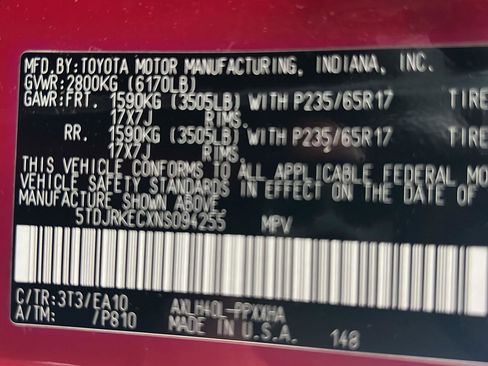 MFD. BY: TOYOTA MOTOR MANUFACTURING, INDIANA, INC.
GVWR: 2800KG (6170LB)
GAWR: FRT. 1590KG (3505LB) WITH P235/65R17 TIRE
17X7J RIMS.
RR. 1590KG (3505LB) WITH P235/65R17 TIRE
17X7J RIMS.
THIS VEHICLE CONFORMS TO ALL APPLICABLE FEDERAL MO
VEHICLE SAFETY STANDARDS IN EFFECT ON THE DATE OF
MANUFACTURE SHOWN ABOVE.
5TDJRKECXNS094255 MPV
C/TR: 3T3/EA10 AXLH40L-PPXXHA
A/TM: /P810 MADE IN U.S.A. 148